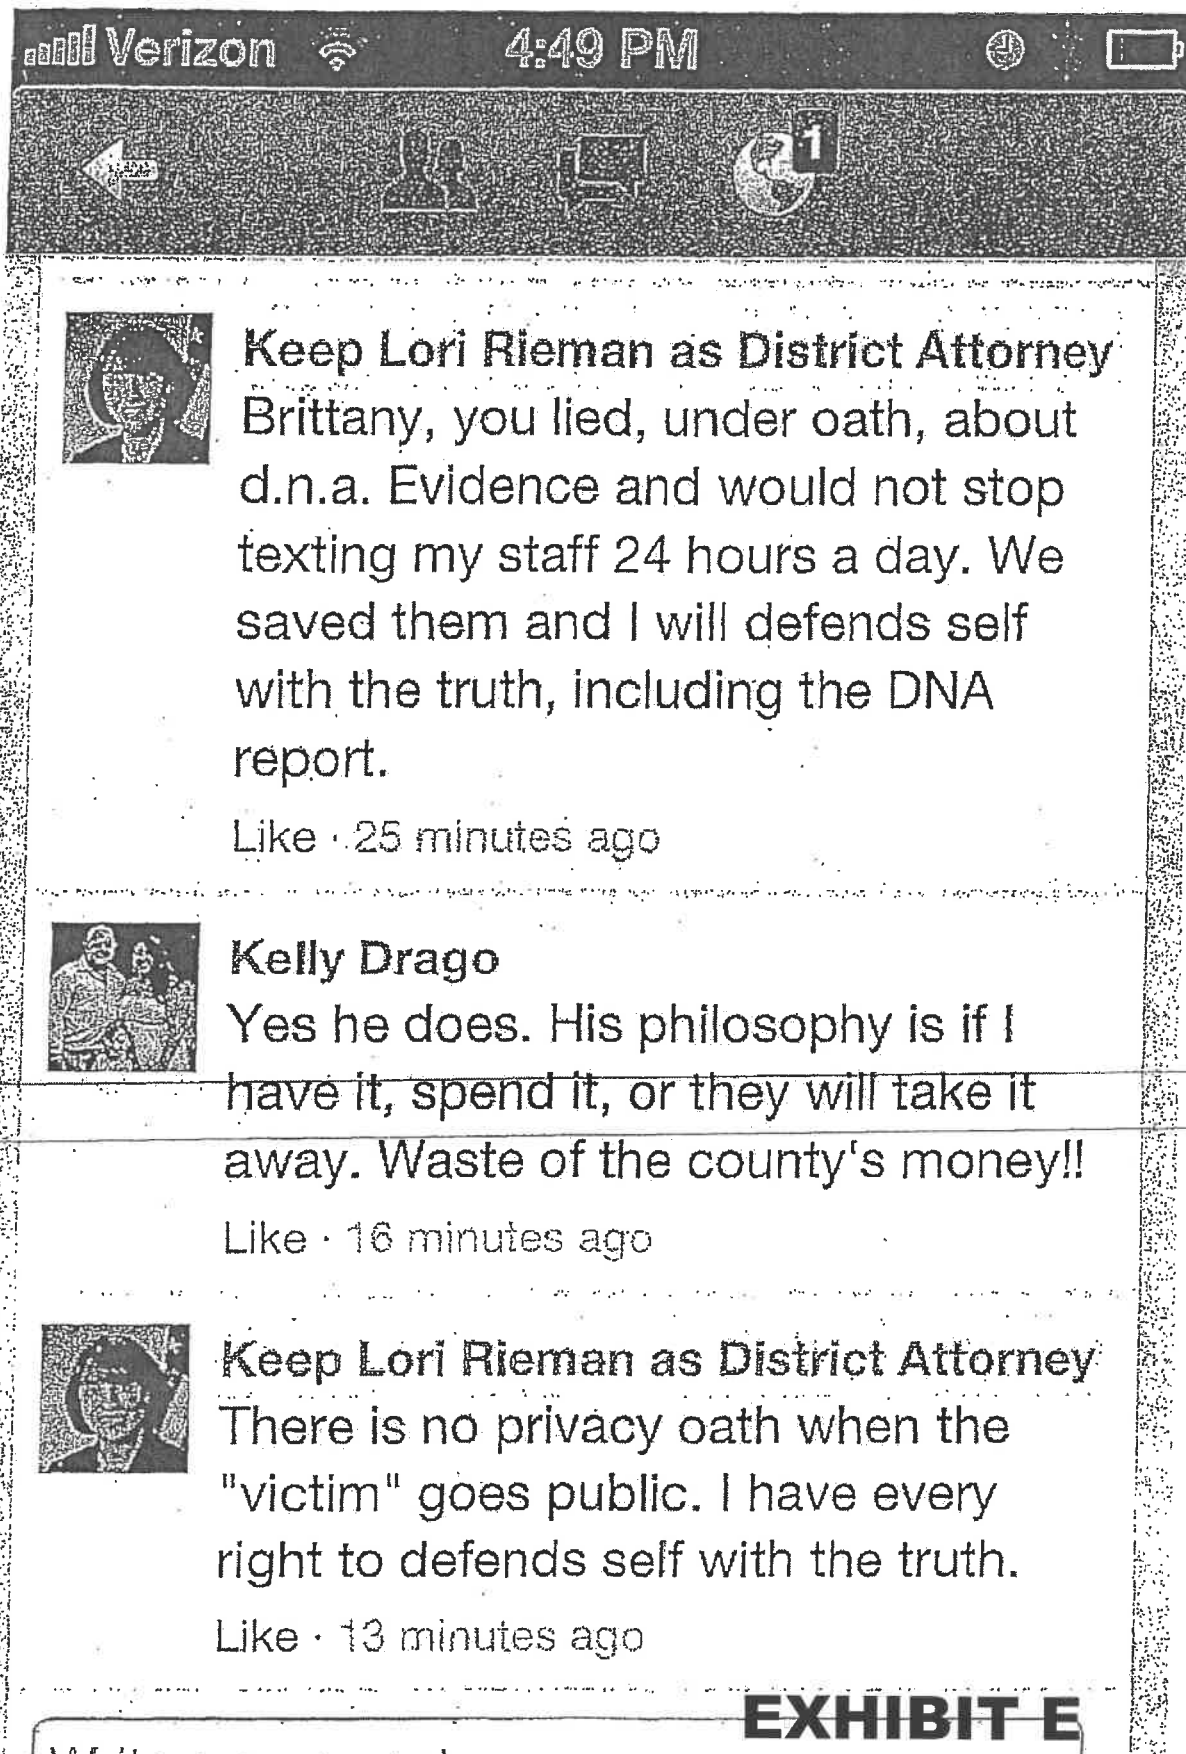 Verizon 4:49 PM
1
Keep Lori Rieman as District Attorney
Brittany, you lied, under oath, about
d.n.a. Evidence and would not stop
texting my staff 24 hours a day. We
saved them and I will defends self
with the truth, including the DNA
report.
Like · 25 minutes ago
Kelly Drago
Yes he does. His philosophy is if I
have it, spend it, or they will take it
away. Waste of the county's money!!
Like · 16 minutes ago
Keep Lori Rieman as District Attorney
There is no privacy oath when the
"victim" goes public. I have every
right to defends self with the truth.
Like · 13 minutes ago
EXHIBIT E